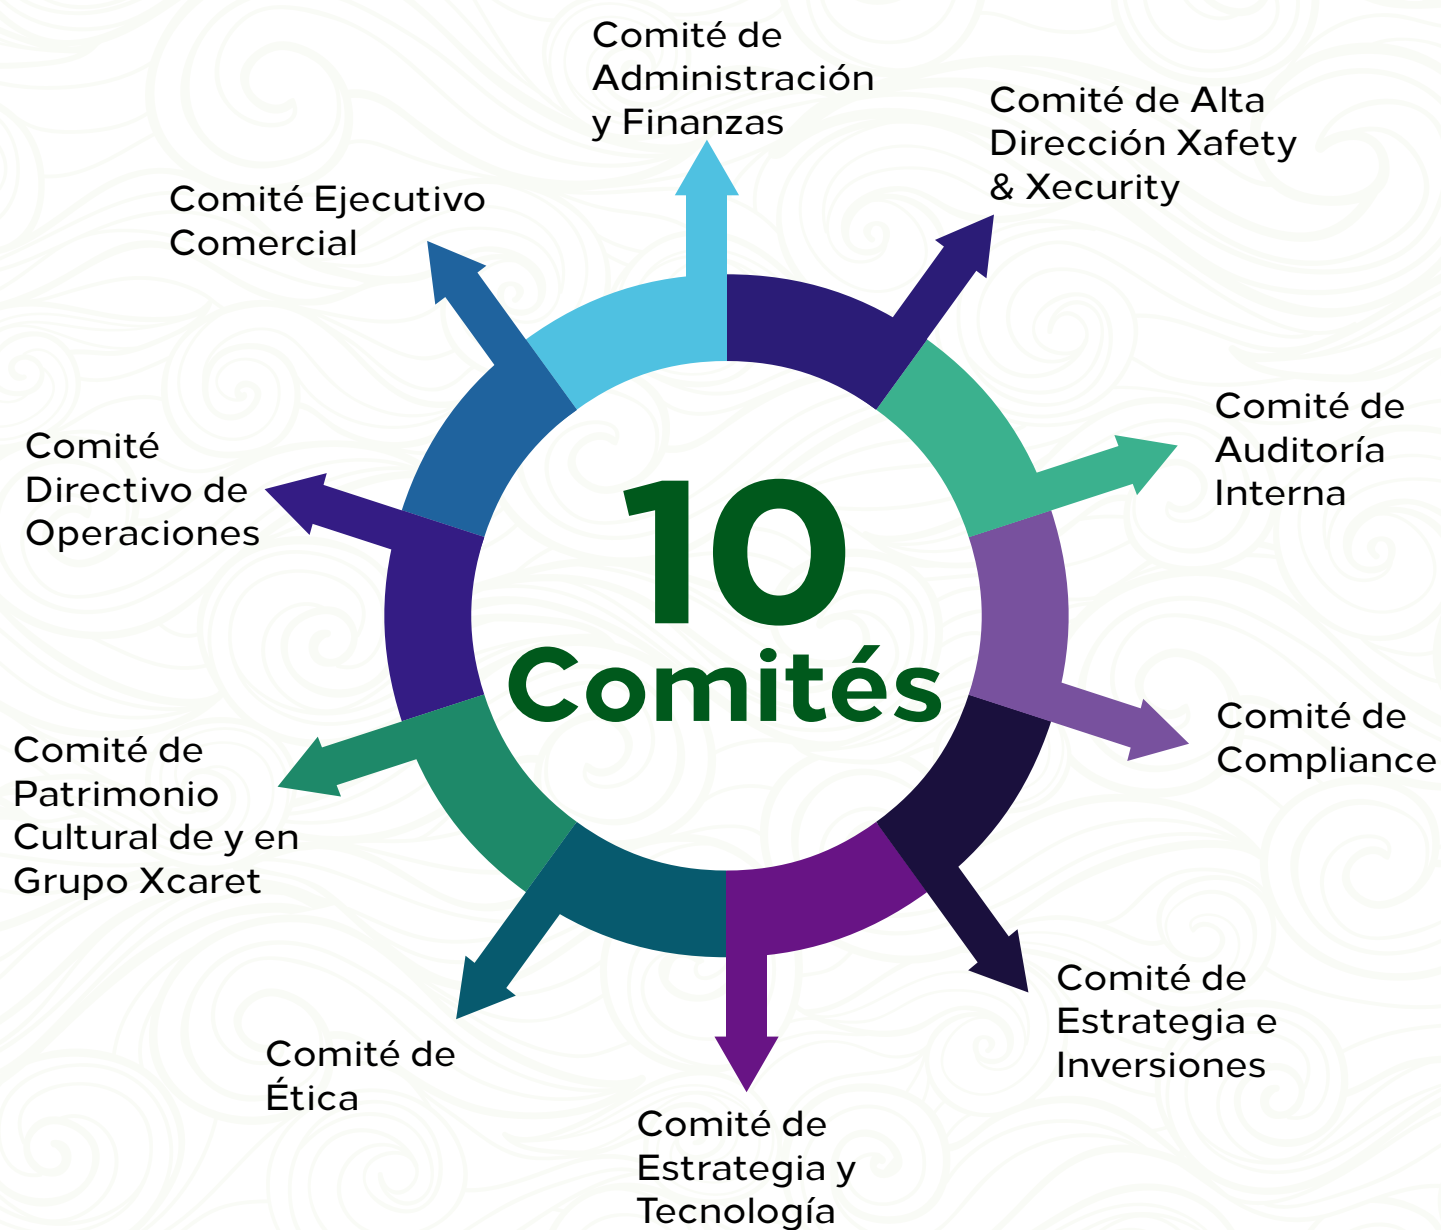 Comité de
Administración
y Finanzas
Comité de Alta
Dirección Xafety
& Xecurity
Comité de
Auditoría
Interna
Comité de
Compliance
Comité de
Estrategia e
Inversiones
Comité de
Estrategia y
Tecnología
Comité de
Ética
Comité de
Patrimonio
Cultural de y en
Grupo Xcaret
Comité
Directivo de
Operaciones
Comité Ejecutivo
Comercial
10
Comités